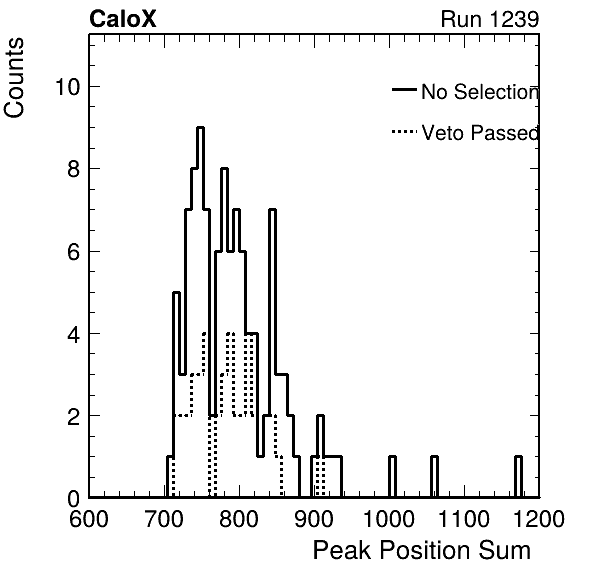 CaloX Run 1239
Counts
10
No Selection
Veto Passed
8
6
4
2
0
600 700 800 900 1000 1100 1200
Peak Position Sum